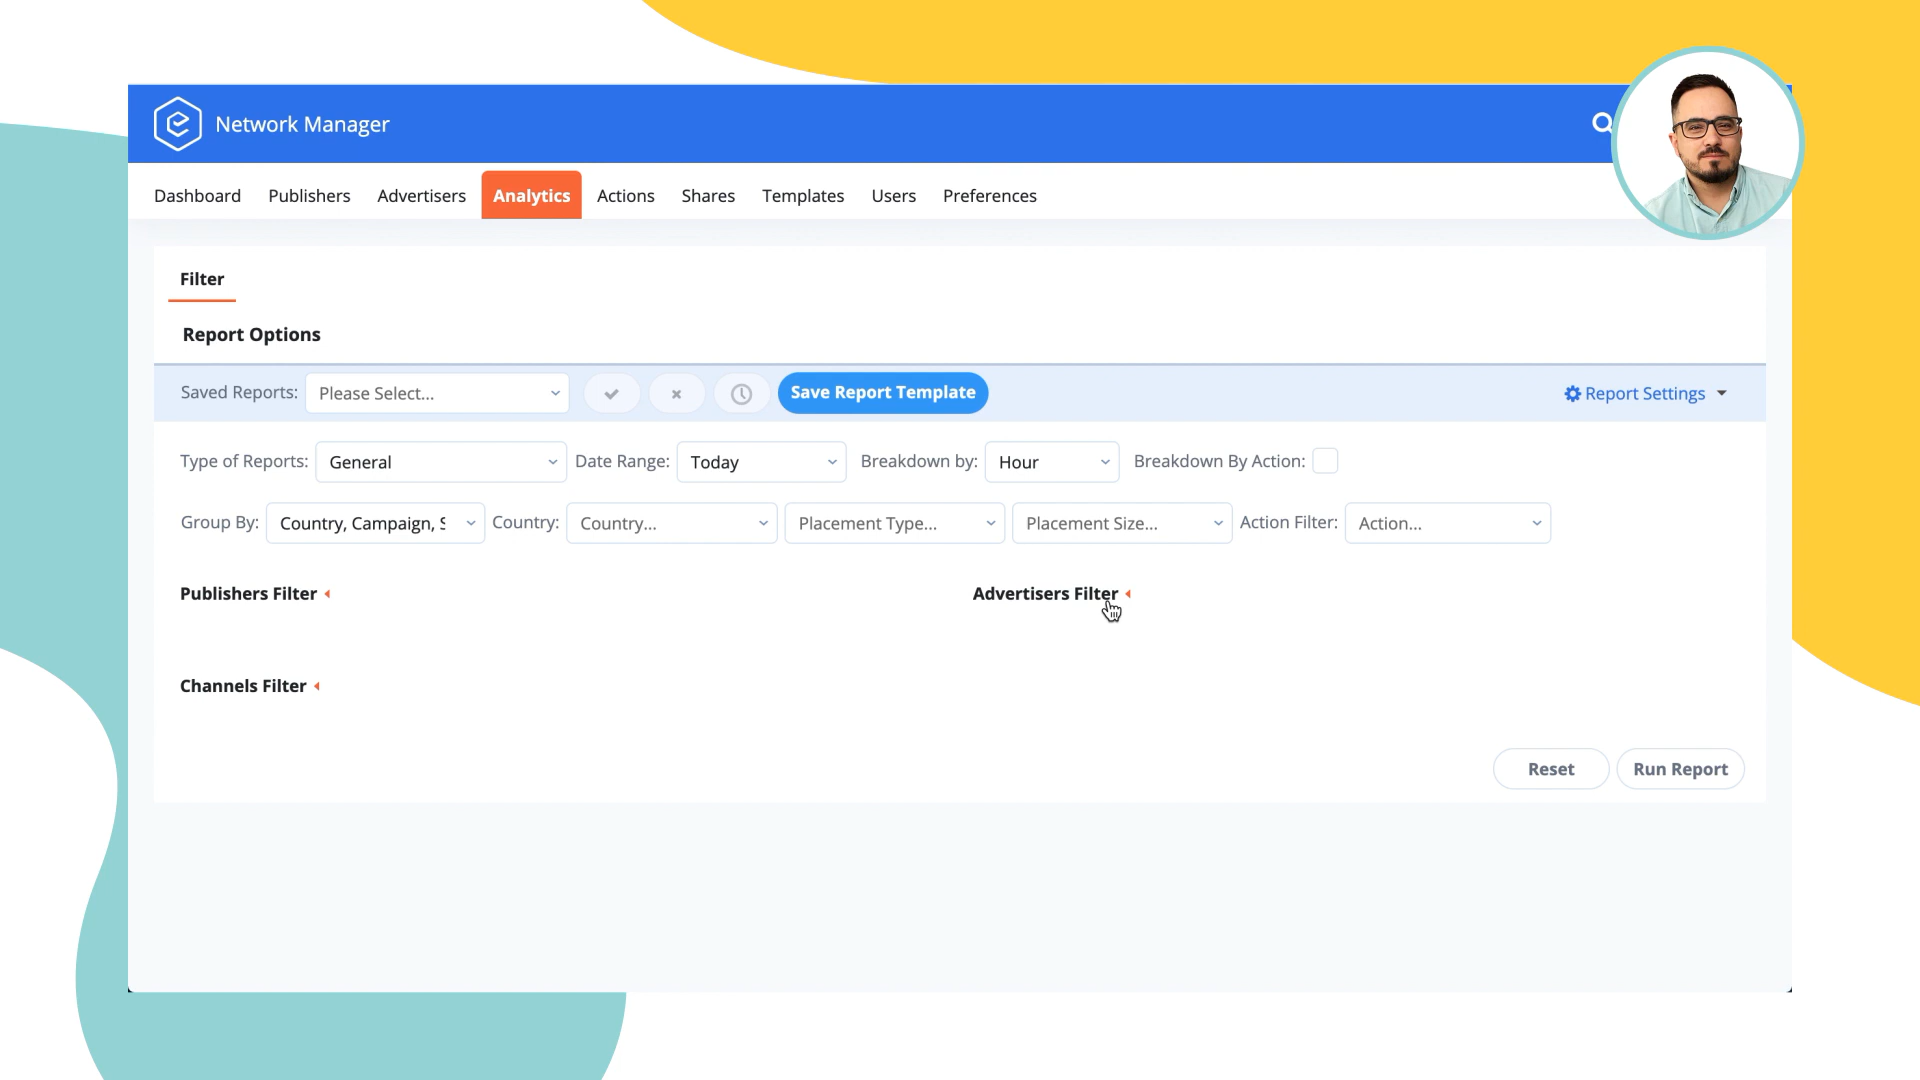 Network Manager
Dashboard Publishers Advertisers Analytics Actions Shares Templates Users Preferences
Filter
Report Options
Saved Reports: Please Select... Save Report Template Report Settings
Type of Reports: General Date Range: Today Breakdown by: Hour Breakdown By Action:
Group By: Country, Campaign, S Country: Country... Placement Type... Placement Size... Action Filter: Action...
Publishers Filter Advertisers Filter
Channels Filter
Reset Run Report